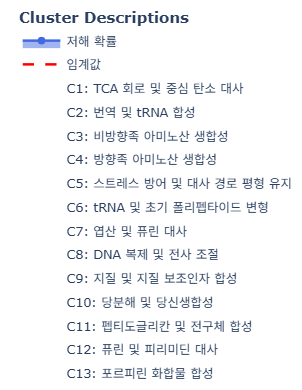 Cluster Descriptions
저해 확률
임계값
C1: TCA 회로 및 중심 탄소 대사
C2: 번역 및 tRNA 합성
C3: 비방향족 아미노산 생합성
C4: 방향족 아미노산 생합성
C5: 스트레스 방어 및 대사 경로 평형 유지
C6: tRNA 및 초기 폴리펩타이드 변형
C7: 엽산 및 퓨린 대사
C8: DNA 복제 및 전사 조절
C9: 지질 및 지질 보조인자 합성
C10: 당분해 및 당신생합성
C11: 펩티도글리칸 및 전구체 합성
C12: 퓨린 및 피리미딘 대사
C13: 포르피린 화합물 합성